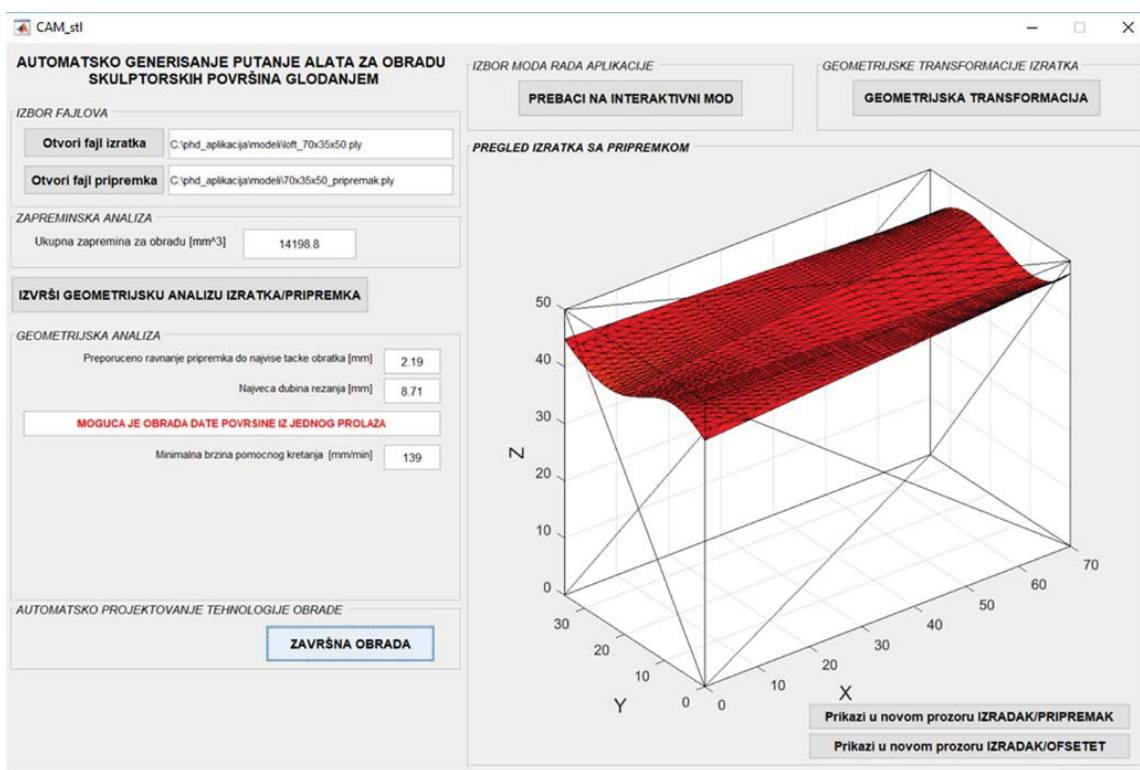 CAM_stl
AUTOMATSKO GENERISANJE PUTANJE ALATA ZA OBRADU
SKULPTORSKIH POVRŠINA GLODANJEM
IZBOR FAJLOVA
Otvori fajl izratka
C:\phd_aplikacija\modeli\loft_70x35x50.ply
Otvori fajl pripremka
C:\phd_aplikacija\modeli\70x35x50_pripremak.ply
ZAPREMINSKA ANALIZA
Ukupna zapremina za obradu [mm^3]
14198.8
IZVRŠI GEOMETRIJSKU ANALIZU IZRATKA/PRIPREMKA
GEOMETRIJSKA ANALIZA
Preporuceno ravnanje pripremka do najvise tacke obratka [mm]
2.19
Najveca dubina rezanja [mm]
8.71
MOGUCA JE OBRADA DATE POVRSINE IZ JEDNOG PROLAZA
Minimalna brzina pomocnog kretanja [mm/min]
139
AUTOMATSKO PROJEKTOVANJE TEHNOLOGIJE OBRADE
ZAVRŠNA OBRADA
IZBOR MODA RADA APLIKACIJE
PREBACI NA INTERAKTIVNI MOD
GEOMETRIJSKE TRANSFORMACIJE IZRATKA
GEOMETRIJSKA TRANSFORMACIJA
PREGLED IZRATKA SA PRIPREMKOM
50
40
30
20
10
0
Z
30
20
10
0
Y
0
10
20
30
40
50
60
70
X
Prikazi u novom prozoru IZRADAK/PRIPREMAK
Prikazi u novom prozoru IZRADAK/OFSETET